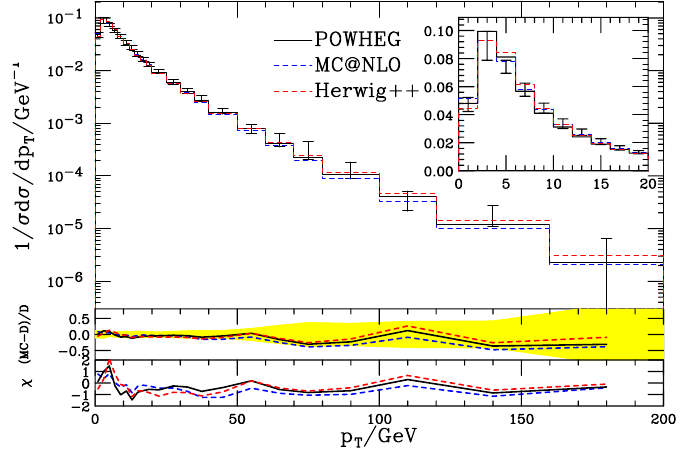 10⁻¹
10⁻²
10⁻³
10⁻⁴
10⁻⁵
10⁻⁶
1/σdσ/dp_T/GeV⁻¹
POWHEG
MC@NLO
Herwig++
0.10
0.08
0.06
0.04
0.02
0.00
0 5 10 15 20
(MC−D)/D
0.5
0.0
−0.5
χ
2
1
0
−1
−2
0 50 100 150 200
p_T/GeV